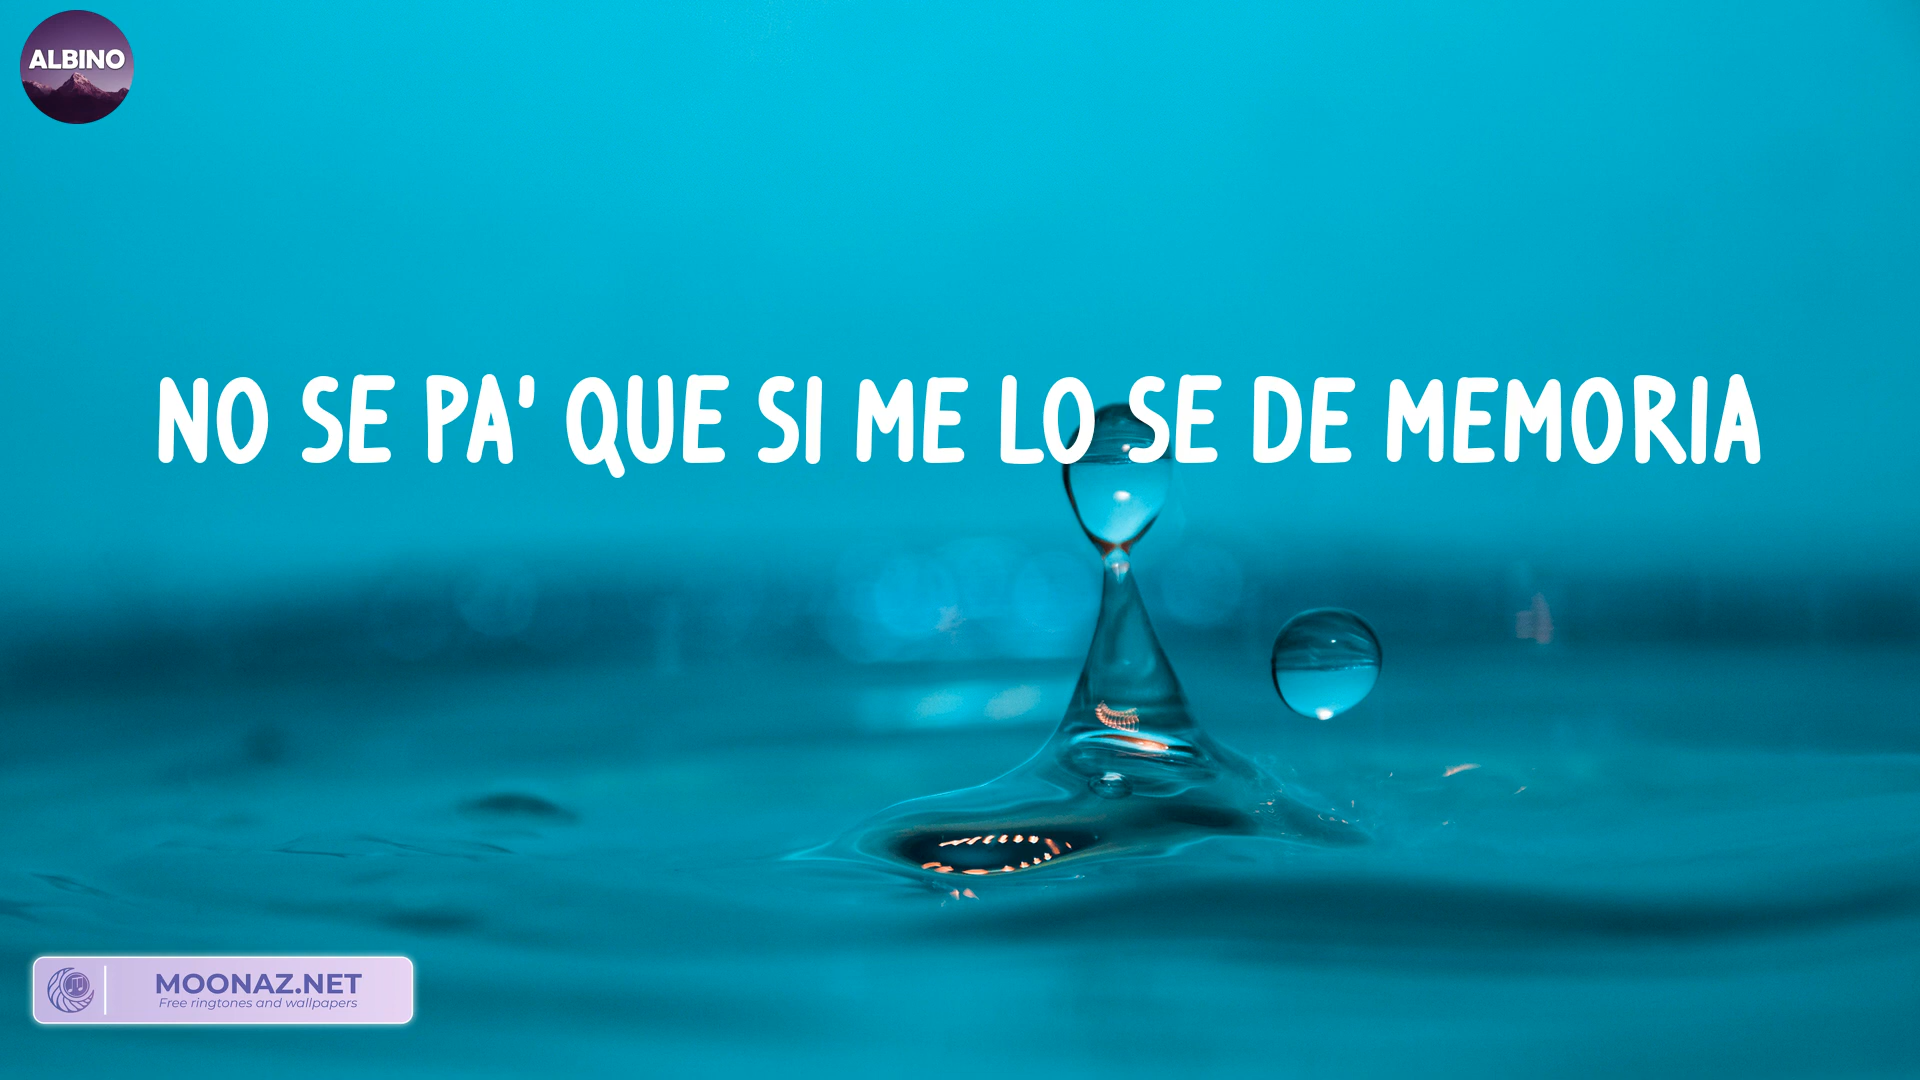 ALBINO
NO SE PA' QUE SI ME LO SE DE MEMORIA
MOONAZ.NET
Free ringtones and wallpapers